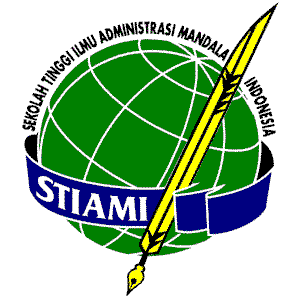 SEKOLAH TINGGI ILMU ADMINISTRASI MANDALA INDONESIA
STIAMI